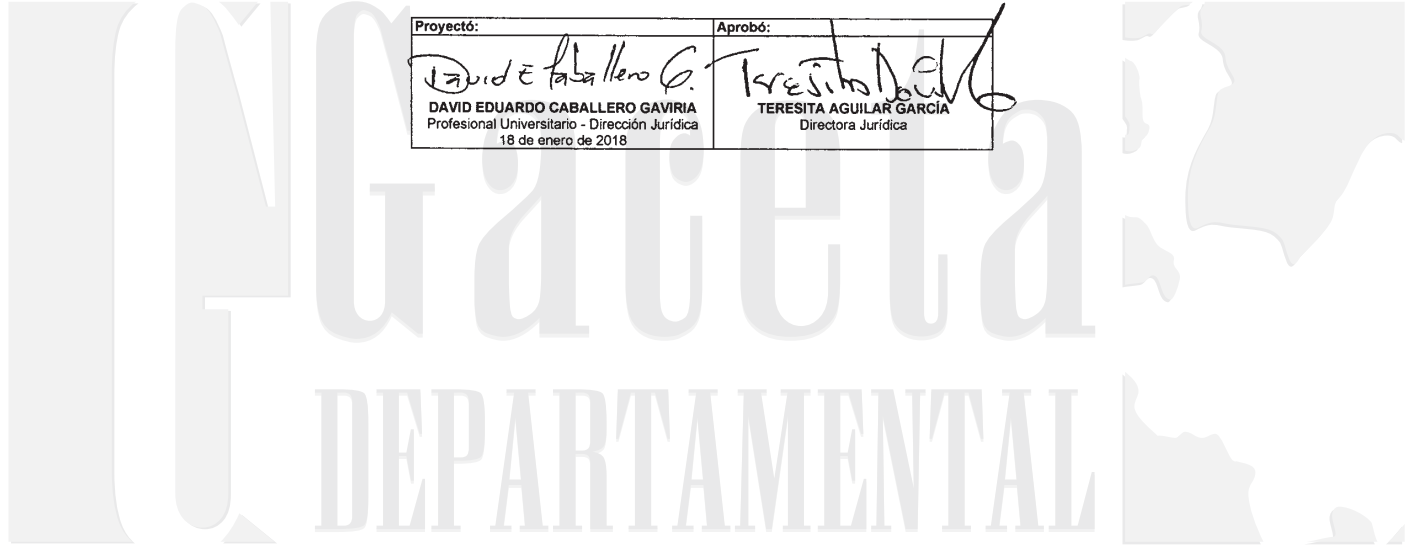 Proyectó: Aprobó:
David E Caballero G.
DAVID EDUARDO CABALLERO GAVIRIA
Profesional Universitario - Dirección Jurídica
18 de enero de 2018
Teresita
TERESITA AGUILAR GARCÍA
Directora Jurídica
Gaceta
DEPARTAMENTAL